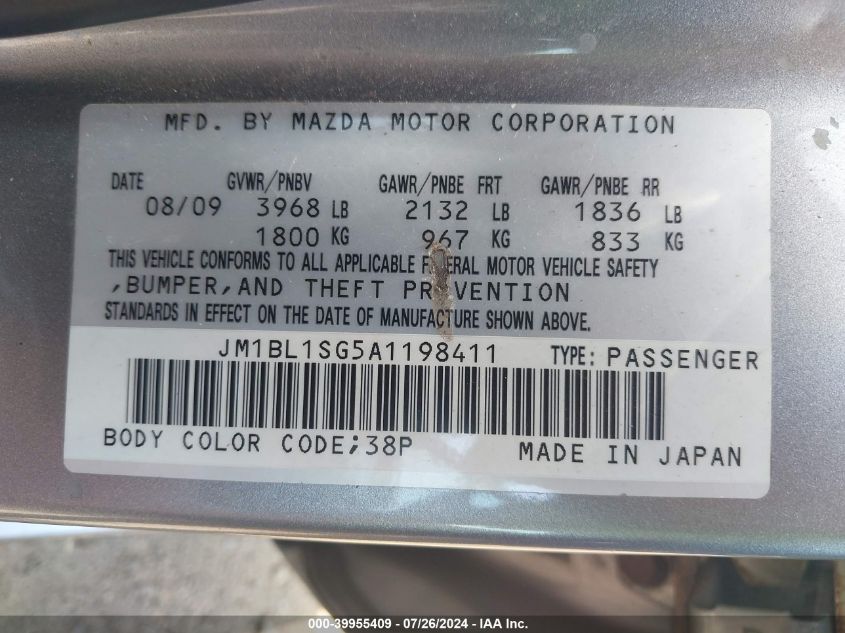 MFD. BY MAZDA MOTOR CORPORATION
DATE GVWR/PNBV GAWR/PNBE FRT GAWR/PNBE RR
08/09 3968 LB 2132 LB 1836 LB
1800 KG 967 KG 833 KG
THIS VEHICLE CONFORMS TO ALL APPLICABLE F ERAL MOTOR VEHICLE SAFETY
,BUMPER,AND THEFT PREVENTION
STANDARDS IN EFFECT ON THE DATE OF MANUFACTURE SHOWN ABOVE.
JM1BL1SG5A1198411 TYPE: PASSENGER
BODY COLOR CODE;38P MADE IN JAPAN
000-39955409 - 07/26/2024 - IAA Inc.